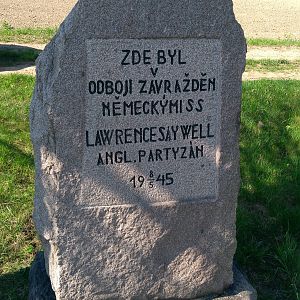 ZDE BYL
V
ODBOJI ZAVRAŽDĚN
NĚMECKÝMI SS
LAWRENCE SAYWELL
ANGL. PARTYZÁN
19 8/5 45